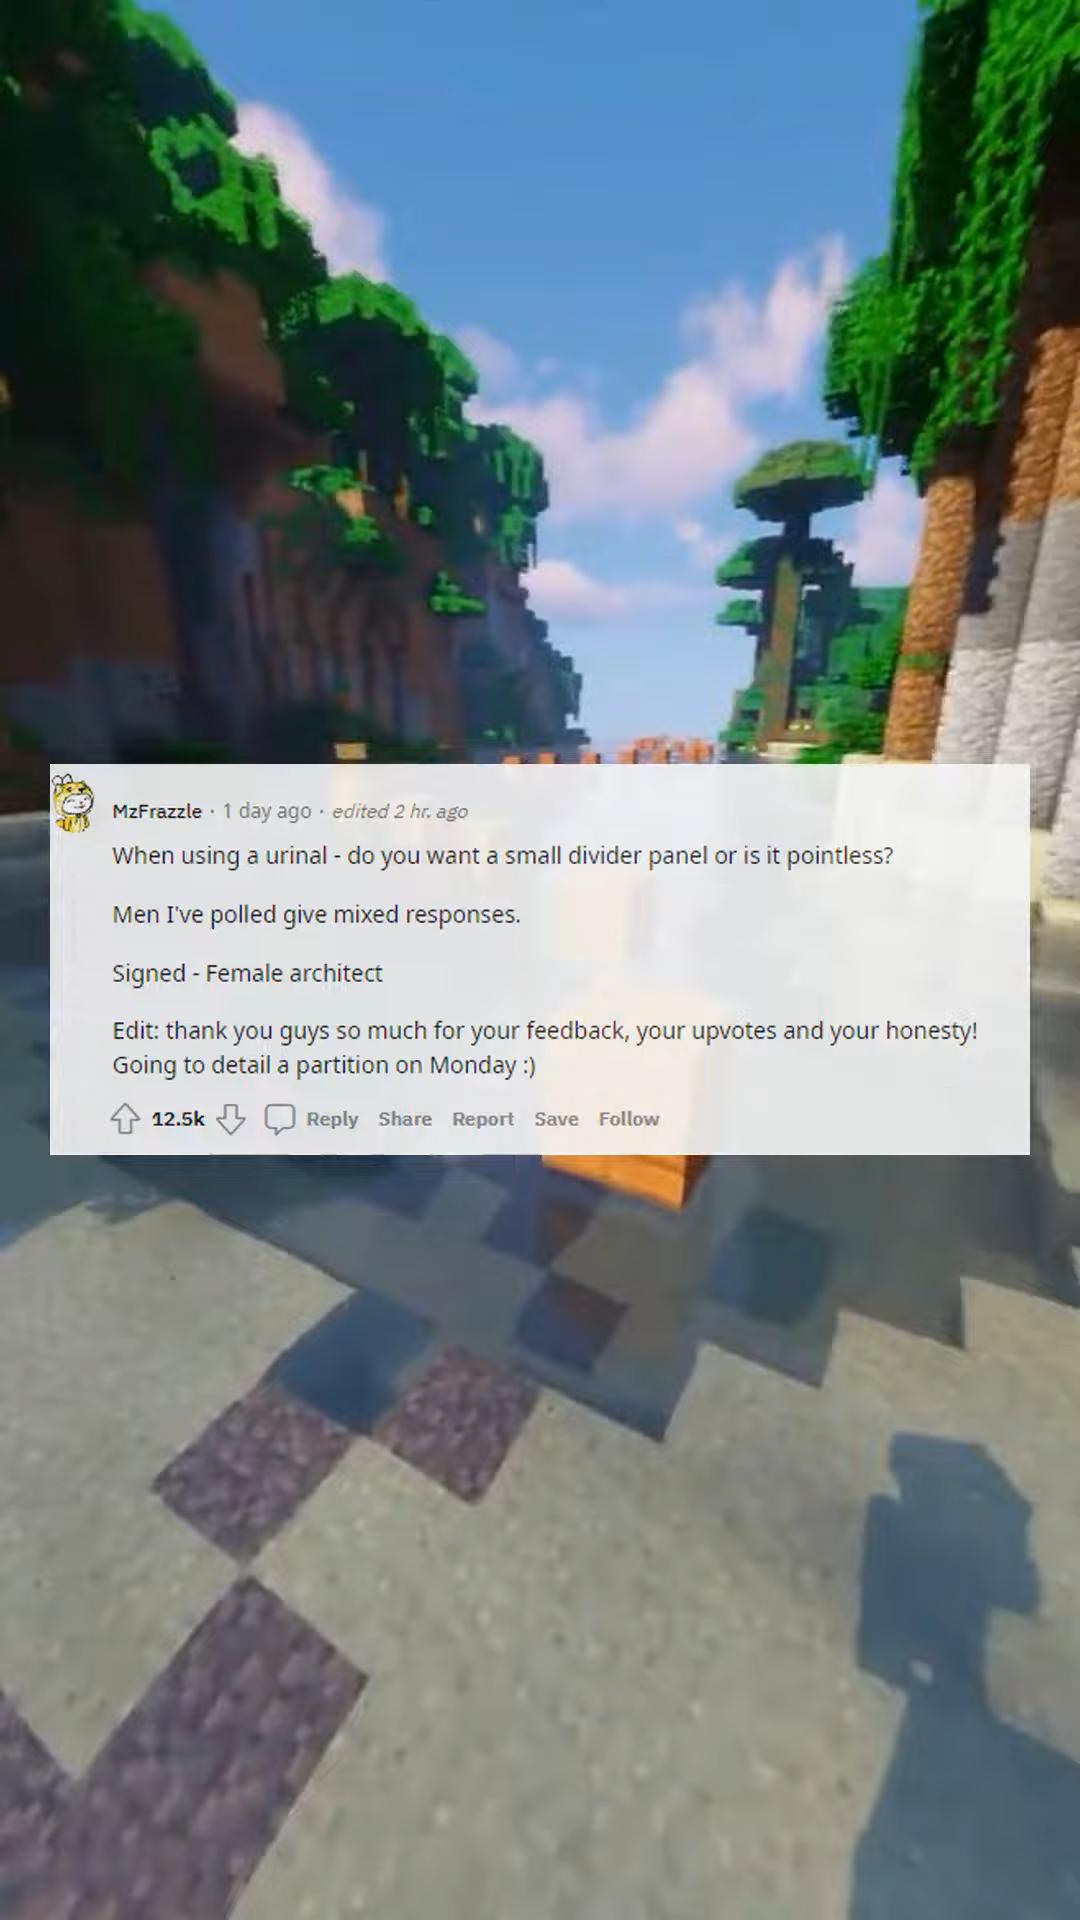 MzFrazzle · 1 day ago · edited 2 hr. ago
When using a urinal - do you want a small divider panel or is it pointless?
Men I've polled give mixed responses.
Signed - Female architect
Edit: thank you guys so much for your feedback, your upvotes and your honesty!
Going to detail a partition on Monday :)
12.5k Reply Share Report Save Follow